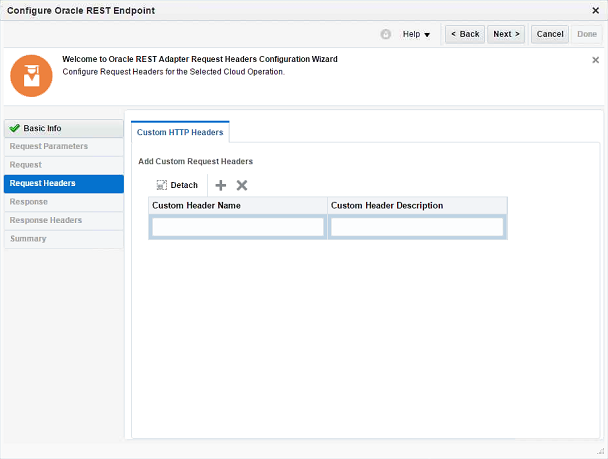 Configure Oracle REST Endpoint
Help
< Back
Next >
Cancel
Done
Welcome to Oracle REST Adapter Request Headers Configuration Wizard
Configure Request Headers for the Selected Cloud Operation.
Basic Info
Request Parameters
Request
Request Headers
Response
Response Headers
Summary
Custom HTTP Headers
Add Custom Request Headers
Detach
Custom Header Name
Custom Header Description